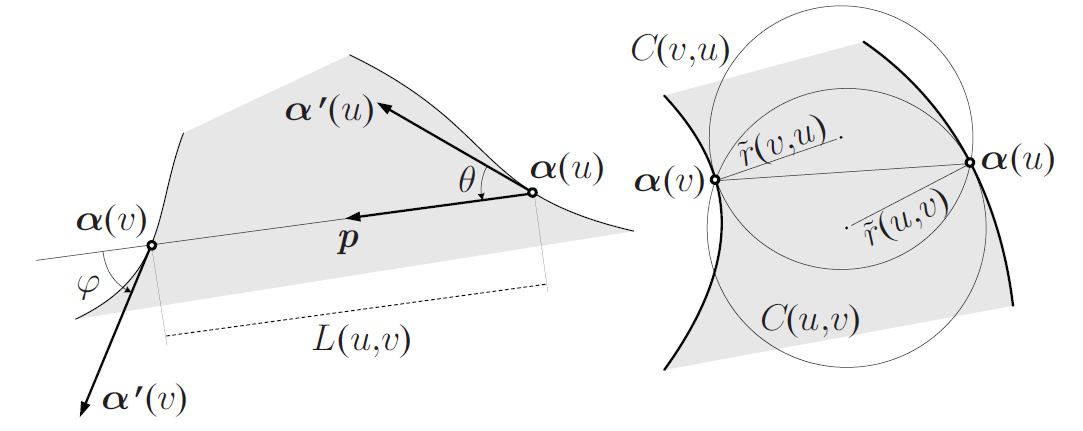 α′(u)
θ
α(u)
α(v)
p
φ
L(u,v)
α′(v)
C(v,u)
r̃(v,u)
α(v)
α(u)
r̃(u,v)
C(u,v)